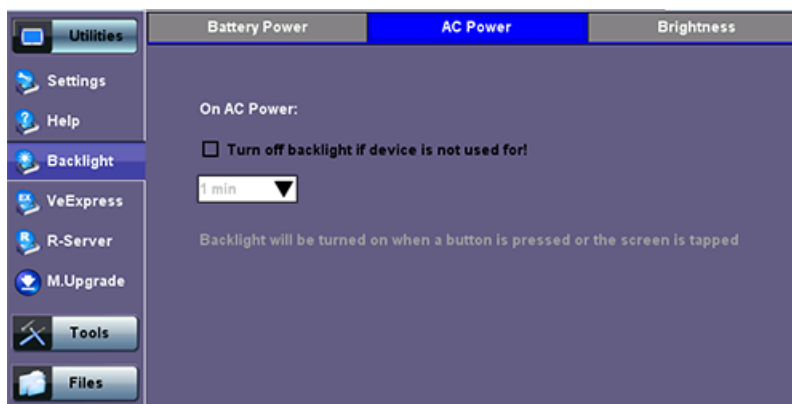 Utilities
Settings
Help
Backlight
VeExpress
R-Server
M.Upgrade
Tools
Files
Battery Power
AC Power
Brightness
On AC Power:
Turn off backlight if device is not used for!
1 min
Backlight will be turned on when a button is pressed or the screen is tapped